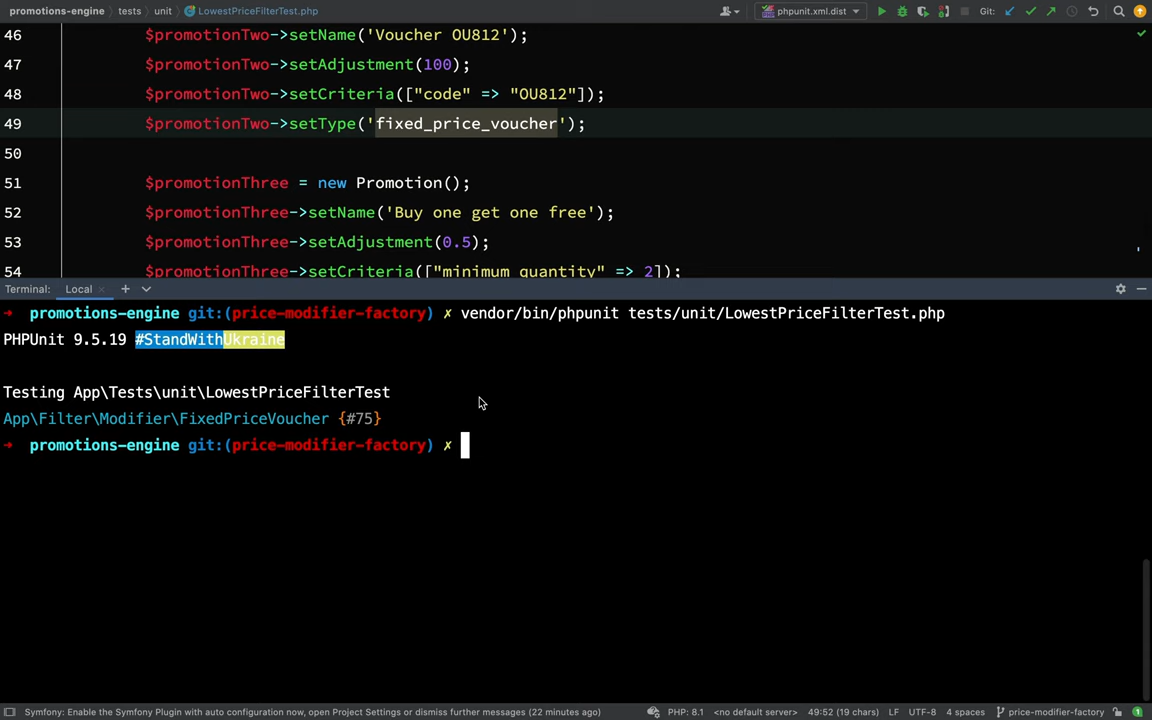 promotions-engine tests unit LowestPriceFilterTest.php phpunit.xml.dist Git:
46 $promotionTwo->setName('Voucher OU812');
47 $promotionTwo->setAdjustment(100);
48 $promotionTwo->setCriteria(["code" => "OU812"]);
49 $promotionTwo->setType('fixed_price_voucher');
50
51 $promotionThree = new Promotion();
52 $promotionThree->setName('Buy one get one free');
53 $promotionThree->setAdjustment(0.5);
54 $promotionThree->setCriteria(["minimum_quantity" => 2]);
Terminal: Local × +
→ promotions-engine git:(price-modifier-factory) ✗ vendor/bin/phpunit tests/unit/LowestPriceFilterTest.php
PHPUnit 9.5.19 #StandWithUkraine
Testing App\Tests\unit\LowestPriceFilterTest
App\Filter\Modifier\FixedPriceVoucher {#75}
→ promotions-engine git:(price-modifier-factory) ✗
Symfony: Enable the Symfony Plugin with auto configuration now, open Project Settings or dismiss further messages (22 minutes ago) PHP: 8.1 <no default server> 49:52 (19 chars) LF UTF-8 4 spaces price-modifier-factory 1